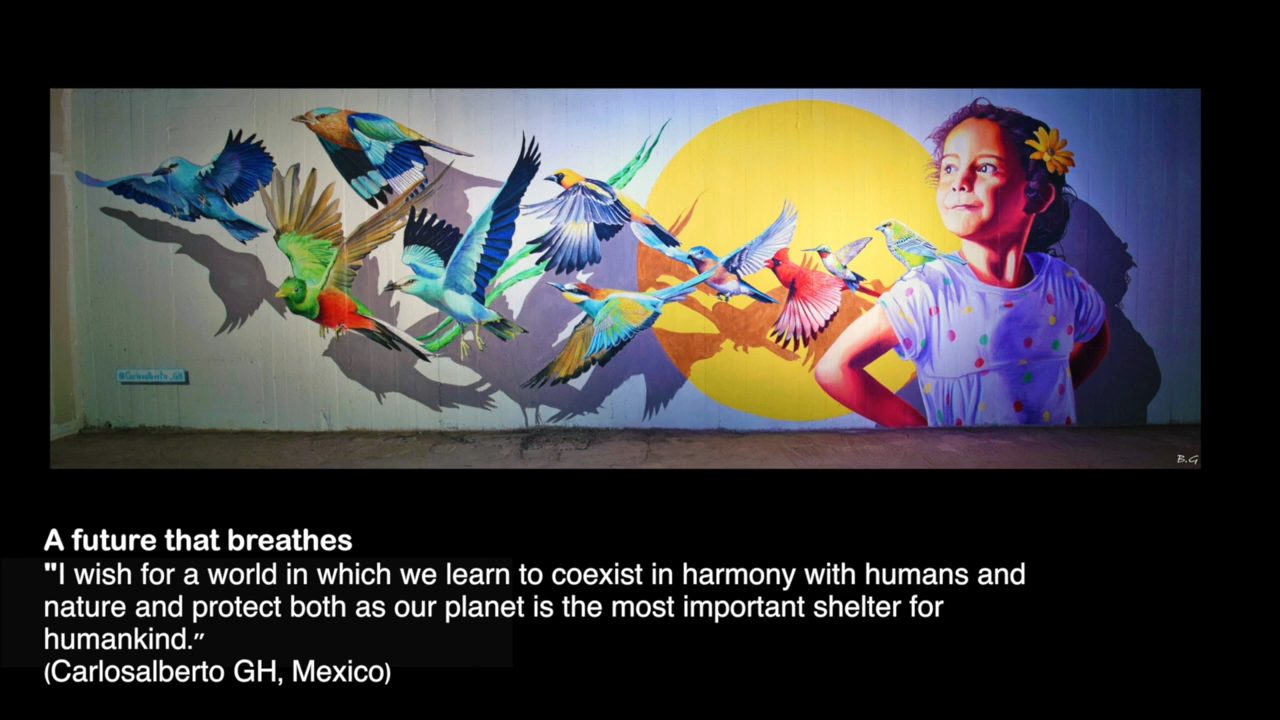 @Carlosalberto_GH
B.G
A future that breathes
"I wish for a world in which we learn to coexist in harmony with humans and
nature and protect both as our planet is the most important shelter for
humankind.”
(Carlosalberto GH, Mexico)